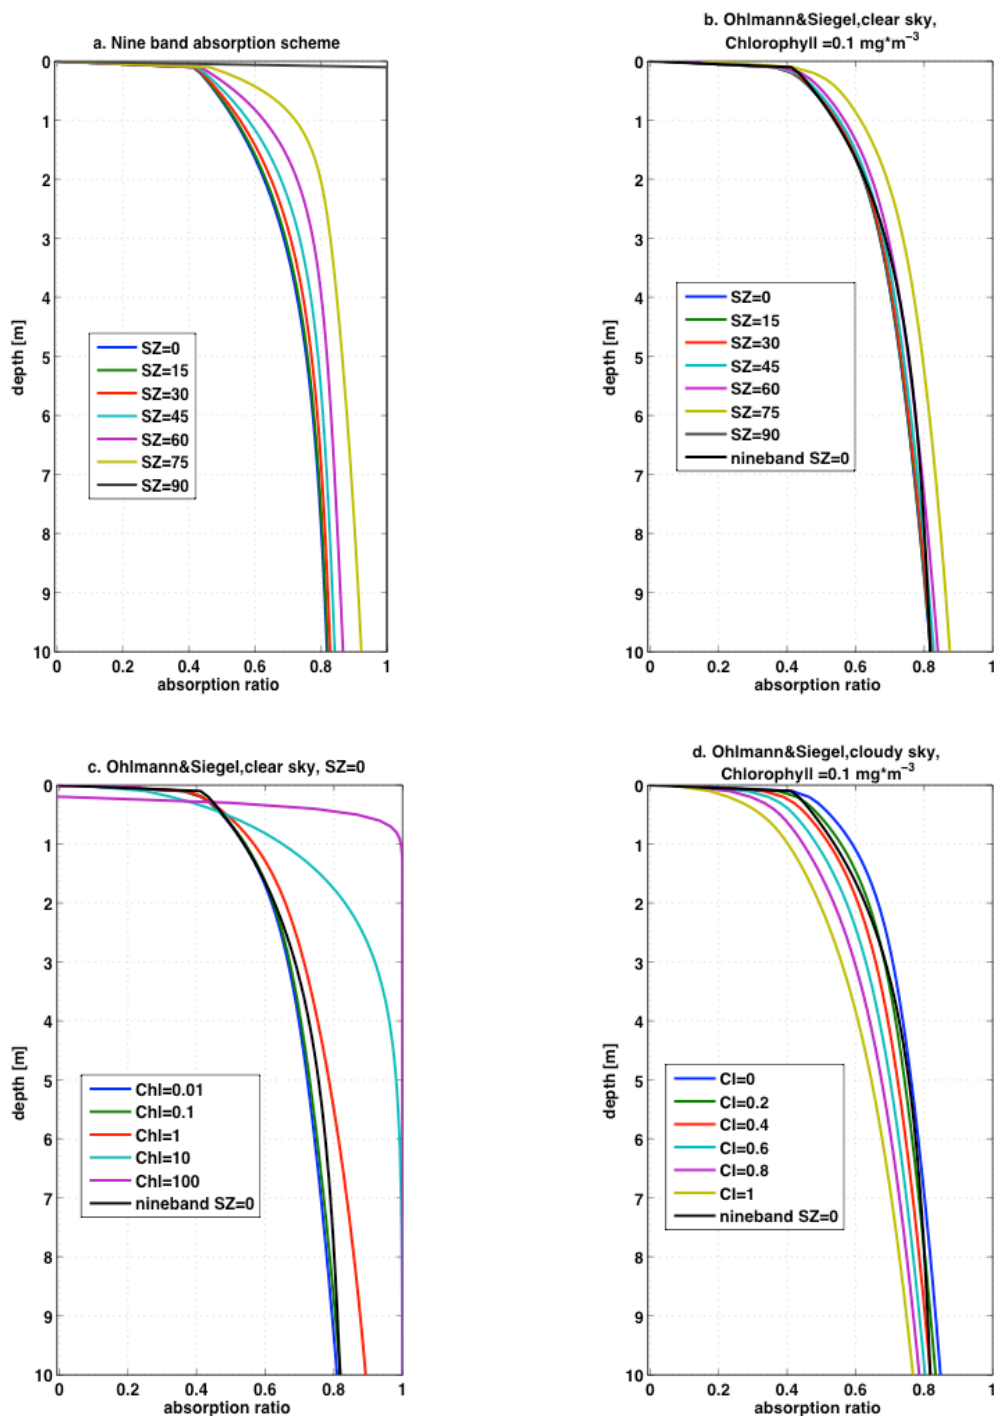 a. Nine band absorption scheme
0
1
2
3
4
5
6
7
8
9
10
depth [m]
SZ=0
SZ=15
SZ=30
SZ=45
SZ=60
SZ=75
SZ=90
0 0.2 0.4 0.6 0.8 1
absorption ratio
b. Ohlmann&Siegel,clear sky,
Chlorophyll =0.1 mg*m⁻³
0
1
2
3
4
5
6
7
8
9
10
depth [m]
SZ=0
SZ=15
SZ=30
SZ=45
SZ=60
SZ=75
SZ=90
nineband SZ=0
0 0.2 0.4 0.6 0.8 1
absorption ratio
c. Ohlmann&Siegel,clear sky, SZ=0
0
1
2
3
4
5
6
7
8
9
10
depth [m]
Chl=0.01
Chl=0.1
Chl=1
Chl=10
Chl=100
nineband SZ=0
0 0.2 0.4 0.6 0.8 1
absorption ratio
d. Ohlmann&Siegel,cloudy sky,
Chlorophyll =0.1 mg*m⁻³
0
1
2
3
4
5
6
7
8
9
10
depth [m]
Cl=0
Cl=0.2
Cl=0.4
Cl=0.6
Cl=0.8
Cl=1
nineband SZ=0
0 0.2 0.4 0.6 0.8 1
absorption ratio